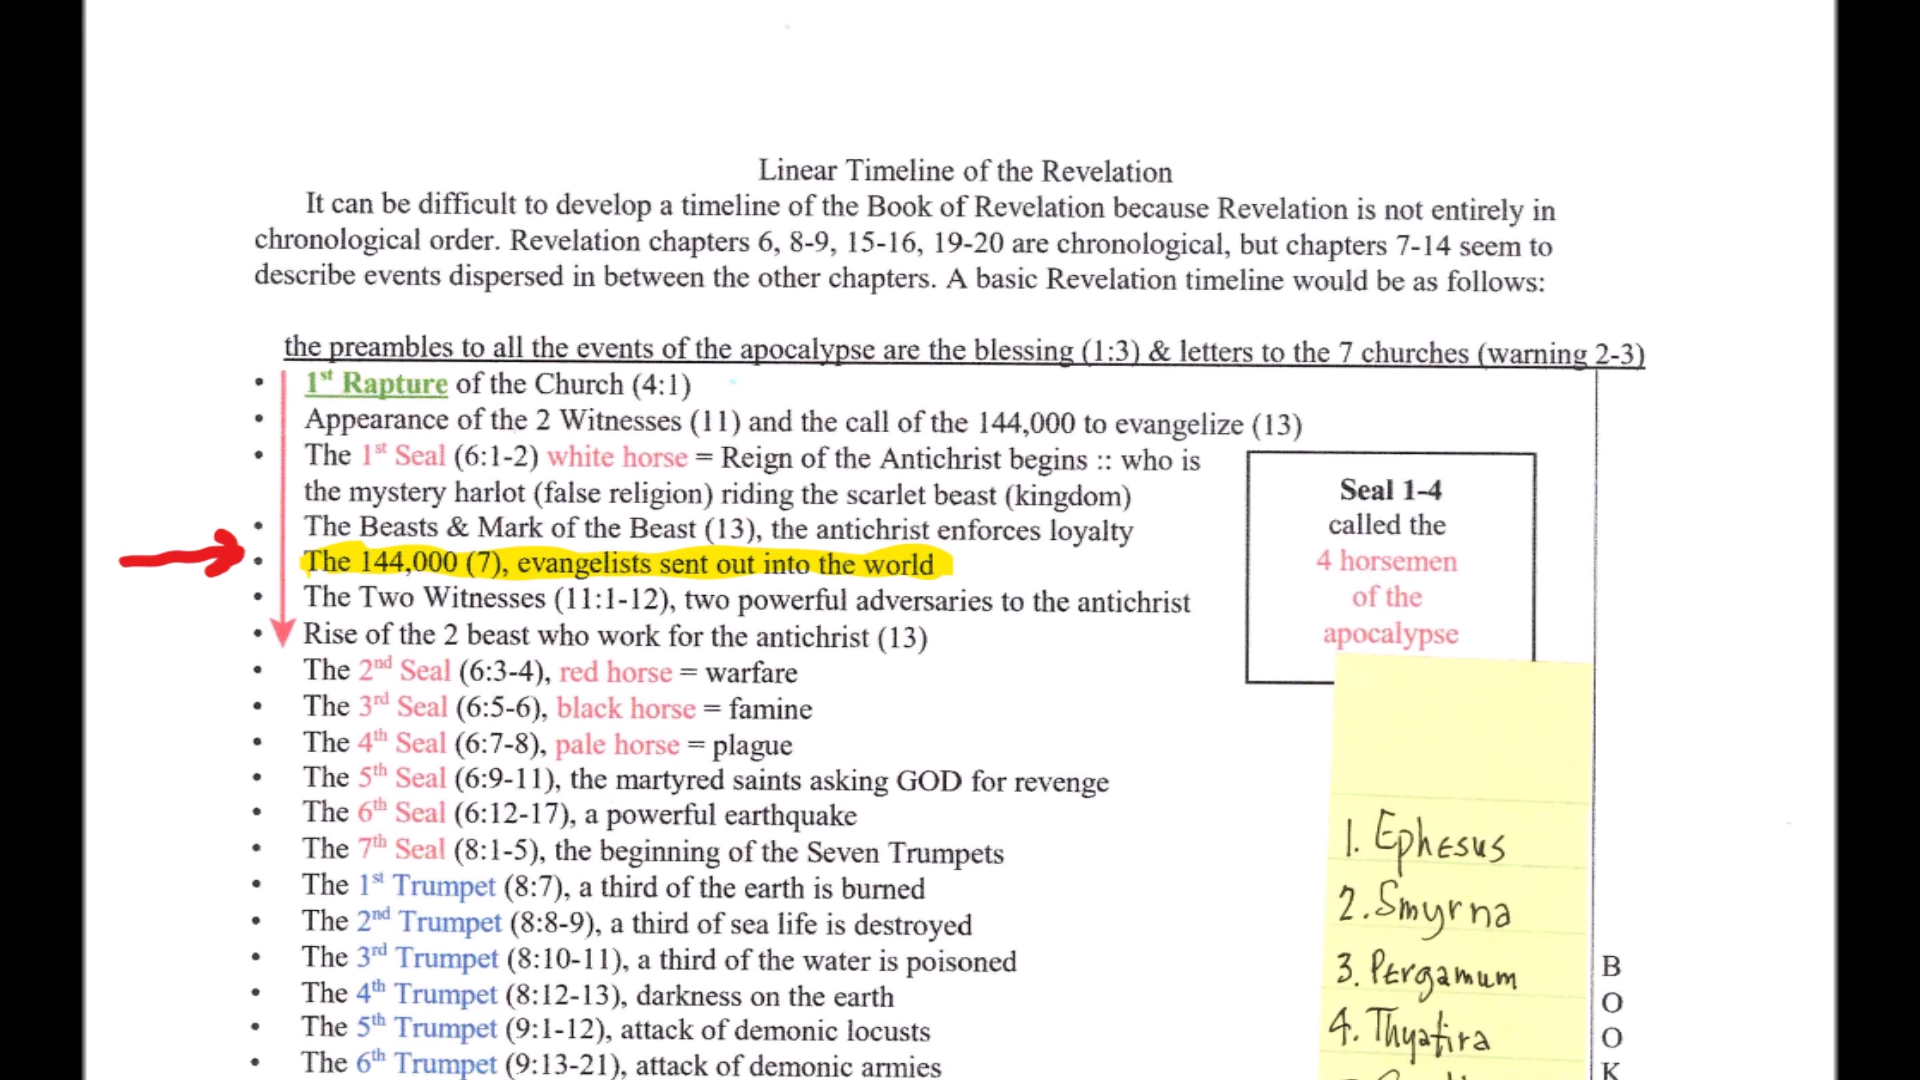 Linear Timeline of the Revelation
It can be difficult to develop a timeline of the Book of Revelation because Revelation is not entirely in
chronological order. Revelation chapters 6, 8-9, 15-16, 19-20 are chronological, but chapters 7-14 seem to
describe events dispersed in between the other chapters. A basic Revelation timeline would be as follows:
the preambles to all the events of the apocalypse are the blessing (1:3) & letters to the 7 churches (warning 2-3)
• 1st Rapture of the Church (4:1)
• Appearance of the 2 Witnesses (11) and the call of the 144,000 to evangelize (13)
• The 1st Seal (6:1-2) white horse = Reign of the Antichrist begins :: who is
the mystery harlot (false religion) riding the scarlet beast (kingdom)
• The Beasts & Mark of the Beast (13), the antichrist enforces loyalty
• The 144,000 (7), evangelists sent out into the world
• The Two Witnesses (11:1-12), two powerful adversaries to the antichrist
• Rise of the 2 beast who work for the antichrist (13)
• The 2nd Seal (6:3-4), red horse = warfare
• The 3rd Seal (6:5-6), black horse = famine
• The 4th Seal (6:7-8), pale horse = plague
• The 5th Seal (6:9-11), the martyred saints asking GOD for revenge
• The 6th Seal (6:12-17), a powerful earthquake
• The 7th Seal (8:1-5), the beginning of the Seven Trumpets
• The 1st Trumpet (8:7), a third of the earth is burned
• The 2nd Trumpet (8:8-9), a third of sea life is destroyed
• The 3rd Trumpet (8:10-11), a third of the water is poisoned
• The 4th Trumpet (8:12-13), darkness on the earth
• The 5th Trumpet (9:1-12), attack of demonic locusts
• The 6th Trumpet (9:13-21), attack of demonic armies
Seal 1-4
called the
4 horsemen
of the
apocalypse
1. Ephesus
2. Smyrna
3. Pergamum
4. Thyatira
B
O
O
K